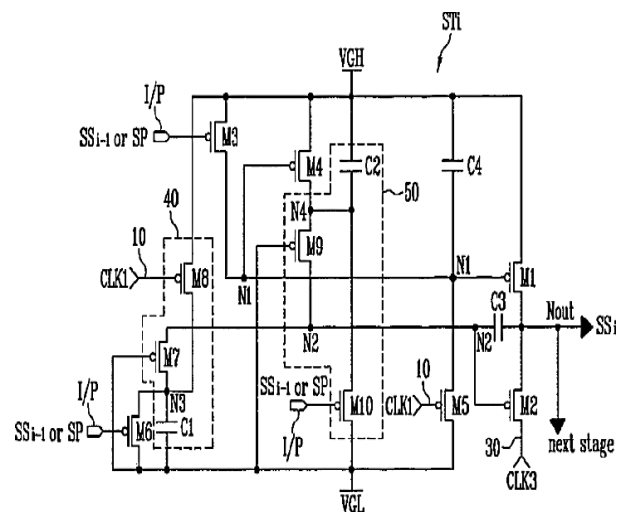 STi
VGH
I/P
SSi-1 or SP
M3
M4
C2
50
C4
40
N4
10
M9
CLK1
M8
N1
N1
M1
C3
Nout
SSi
M7
N2
N2
SSi-1 or SP
10
I/P
N3
CLK1
M10
M5
M2
SSi-1 or SP
M6
C1
I/P
30
next stage
VGL
CLK3